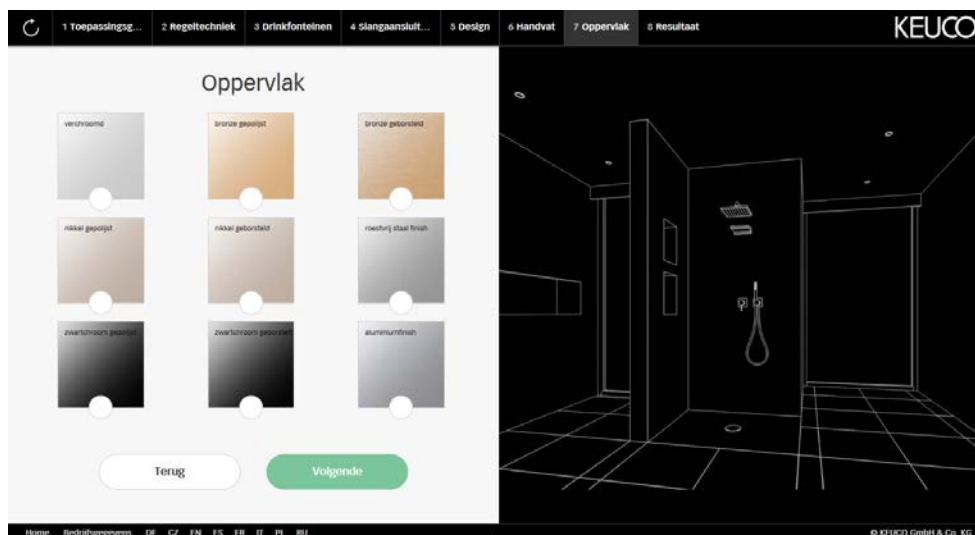 1 Toepassingsg... 2 Regeltechniek 3 Drinkfonteinen 4 Slangaansluit... 5 Design 6 Handvat 7 Oppervlak 8 Resultaat
KEUCO
Oppervlak
verchroomd bronze gepolijst bronze geborsteld
nikkel gepolijst nikkel geborsteld roestvrij staal finish
zwartchroom gepolijst zwartchroom geborsteld aluminiumfinish
Terug Volgende
Home Bedrijfsgegevens DE CZ EN ES FR IT PL RU © KEUCO GmbH & Co. KG